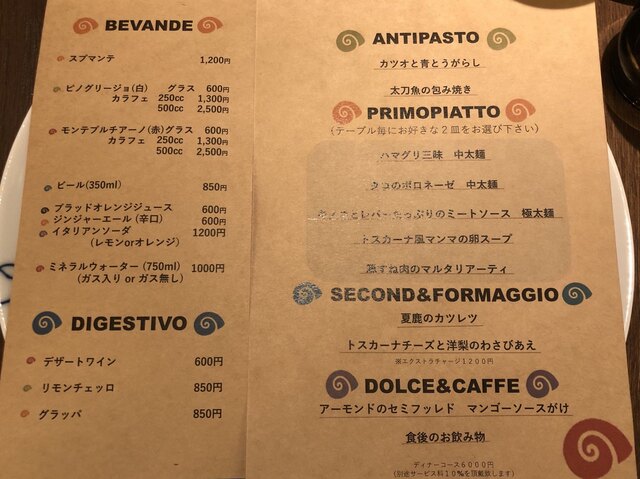 BEVANDE
スプマンテ 1,200円
ピノグリージョ(白) グラス 600円
カラフェ 250cc 1,300円
500cc 2,500円
モンテプルチアーノ(赤)グラス 600円
カラフェ 250cc 1,300円
500cc 2,500円
ビール(350ml) 850円
ブラッドオレンジジュース 600円
ジンジャーエール (辛口) 600円
イタリアンソーダ 1200円
(レモンorオレンジ)
ミネラルウォーター (750ml) 1000円
(ガス入り or ガス無し)
DIGESTIVO
デザートワイン 600円
リモンチェッロ 850円
グラッパ 850円
ANTIPASTO
カツオと青とうがらし
太刀魚の包み焼き
PRIMOPIATTO
(テーブル毎にお好きな２皿をお選び下さい)
ハマグリ三昧 中太麺
のボロネーゼ 中太麺
たっぷりのミートソース 極太麺
トスカーナ風マンマの卵スープ
すね肉のマルタリアーティ
SECOND&FORMAGGIO
夏鹿のカツレツ
トスカーナチーズと洋梨のわさびあえ
※エクストラチャージ１２００円
DOLCE&CAFFE
アーモンドのセミフッレド マンゴーソースがけ
食後のお飲み物
ディナーコース６０００円
(別途サービス料１０％を頂戴致します)